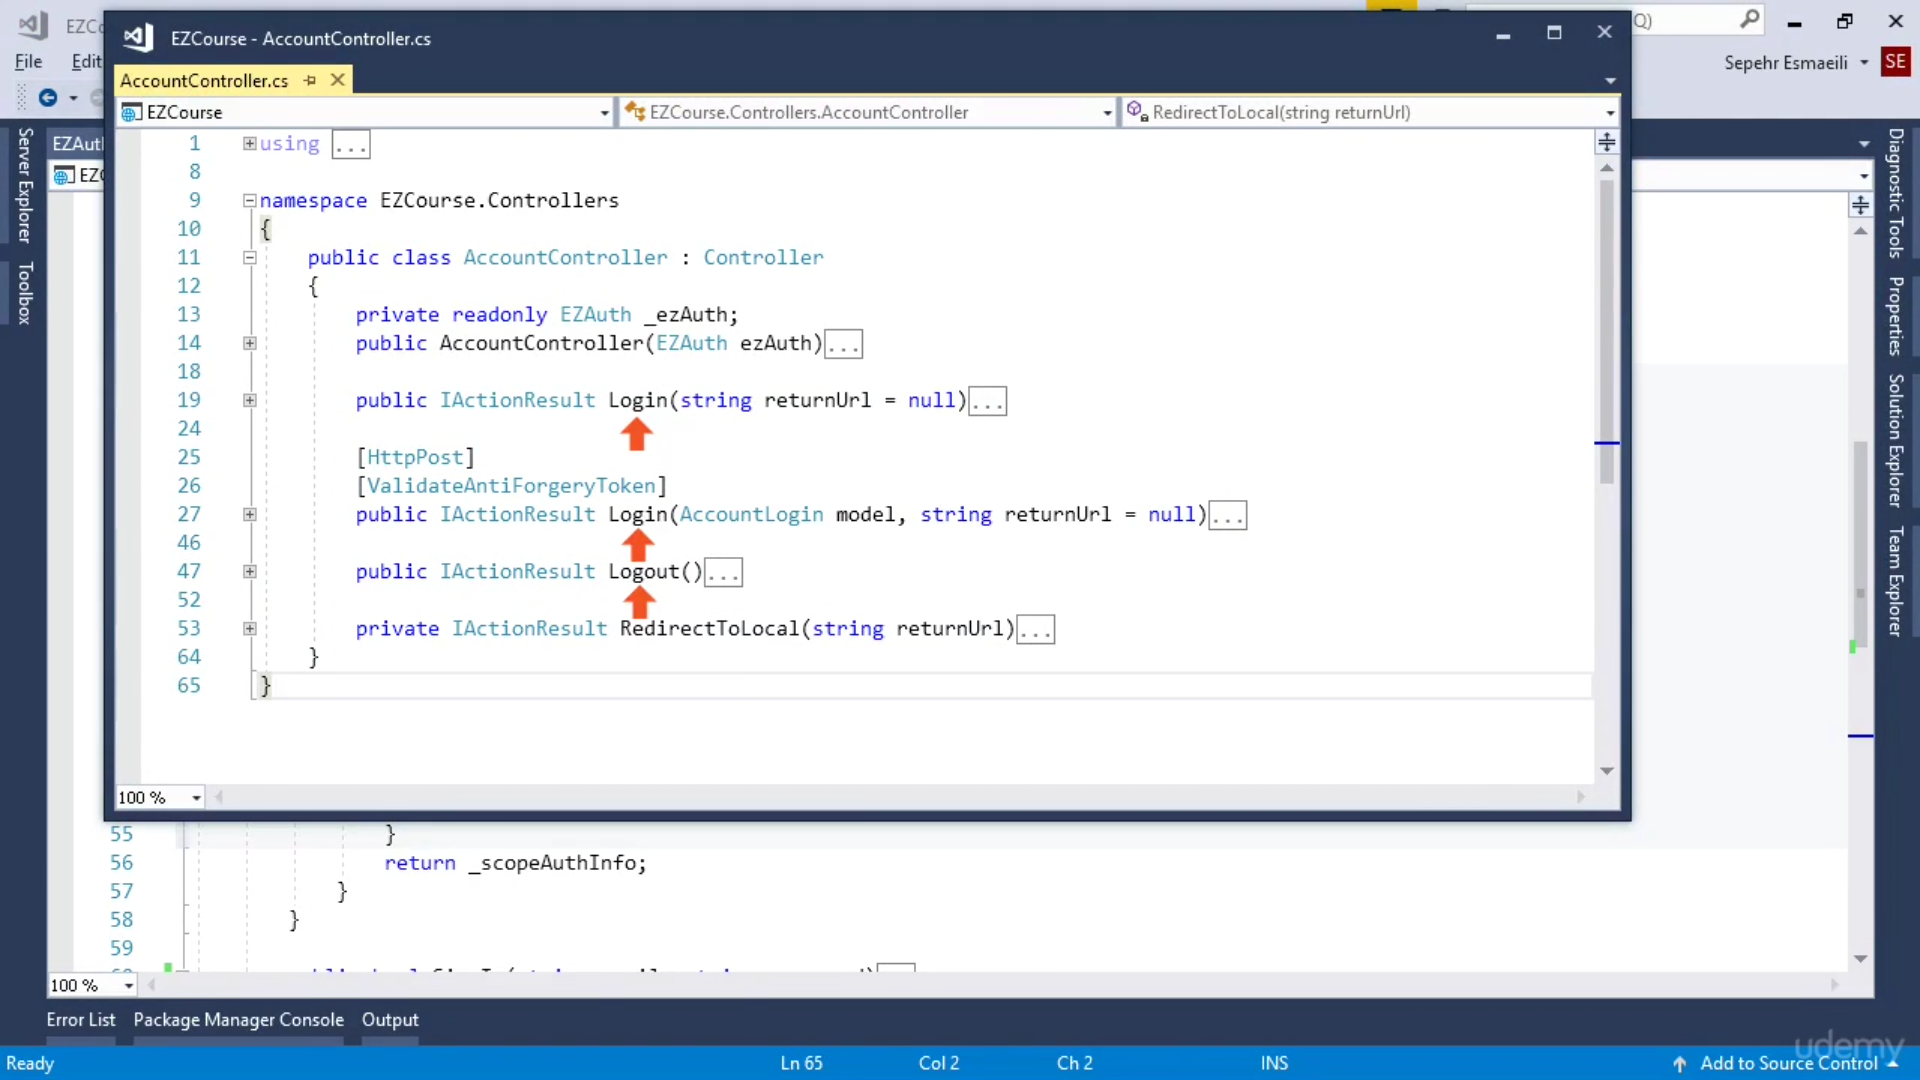 EZCo
EZCourse - AccountController.cs
Q)
File
Edit
Sepehr Esmaeili
SE
AccountController.cs
EZCourse
EZCourse.Controllers.AccountController
RedirectToLocal(string returnUrl)
EZAut
EZC
Server Explorer
Toolbox
Diagnostic Tools
Properties
Solution Explorer
Team Explorer
1 using ...
8
9 namespace EZCourse.Controllers
10 {
11 public class AccountController : Controller
12 {
13 private readonly EZAuth _ezAuth;
14 public AccountController(EZAuth ezAuth)...
18
19 public IActionResult Login(string returnUrl = null)...
24
25 [HttpPost]
26 [ValidateAntiForgeryToken]
27 public IActionResult Login(AccountLogin model, string returnUrl = null)...
46
47 public IActionResult Logout()...
52
53 private IActionResult RedirectToLocal(string returnUrl)...
64 }
65 }
100 %
55 }
56 return _scopeAuthInfo;
57 }
58 }
59
100 %
Error List
Package Manager Console
Output
Ready
Ln 65
Col 2
Ch 2
INS
Add to Source Control
udemy